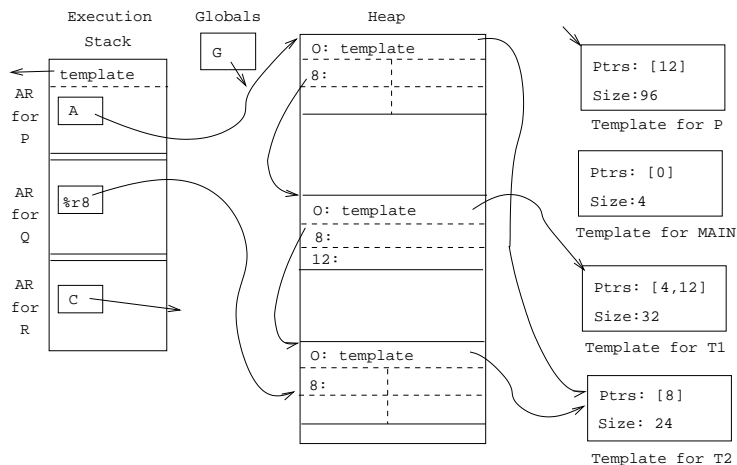 Execution
Stack
template
AR
for
P
A
AR
for
Q
%r8
AR
for
R
C
Globals
G
Heap
O: template
8:
O: template
8:
12:
O: template
8:
Ptrs: [12]
Size:96
Template for P
Ptrs: [0]
Size:4
Template for MAIN
Ptrs: [4,12]
Size:32
Template for T1
Ptrs: [8]
Size: 24
Template for T2